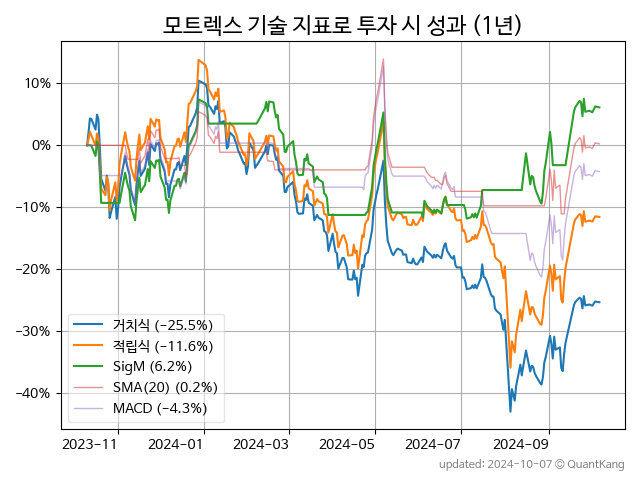 모트렉스 기술 지표로 투자 시 성과 (1년)
10%
0%
−10%
−20%
−30%
−40%
거치식 (−25.5%)
적립식 (−11.6%)
SigM (6.2%)
SMA(20) (0.2%)
MACD (−4.3%)
2023−11
2024−01
2024−03
2024−05
2024−07
2024−09
updated: 2024-10-07 © QuantKang